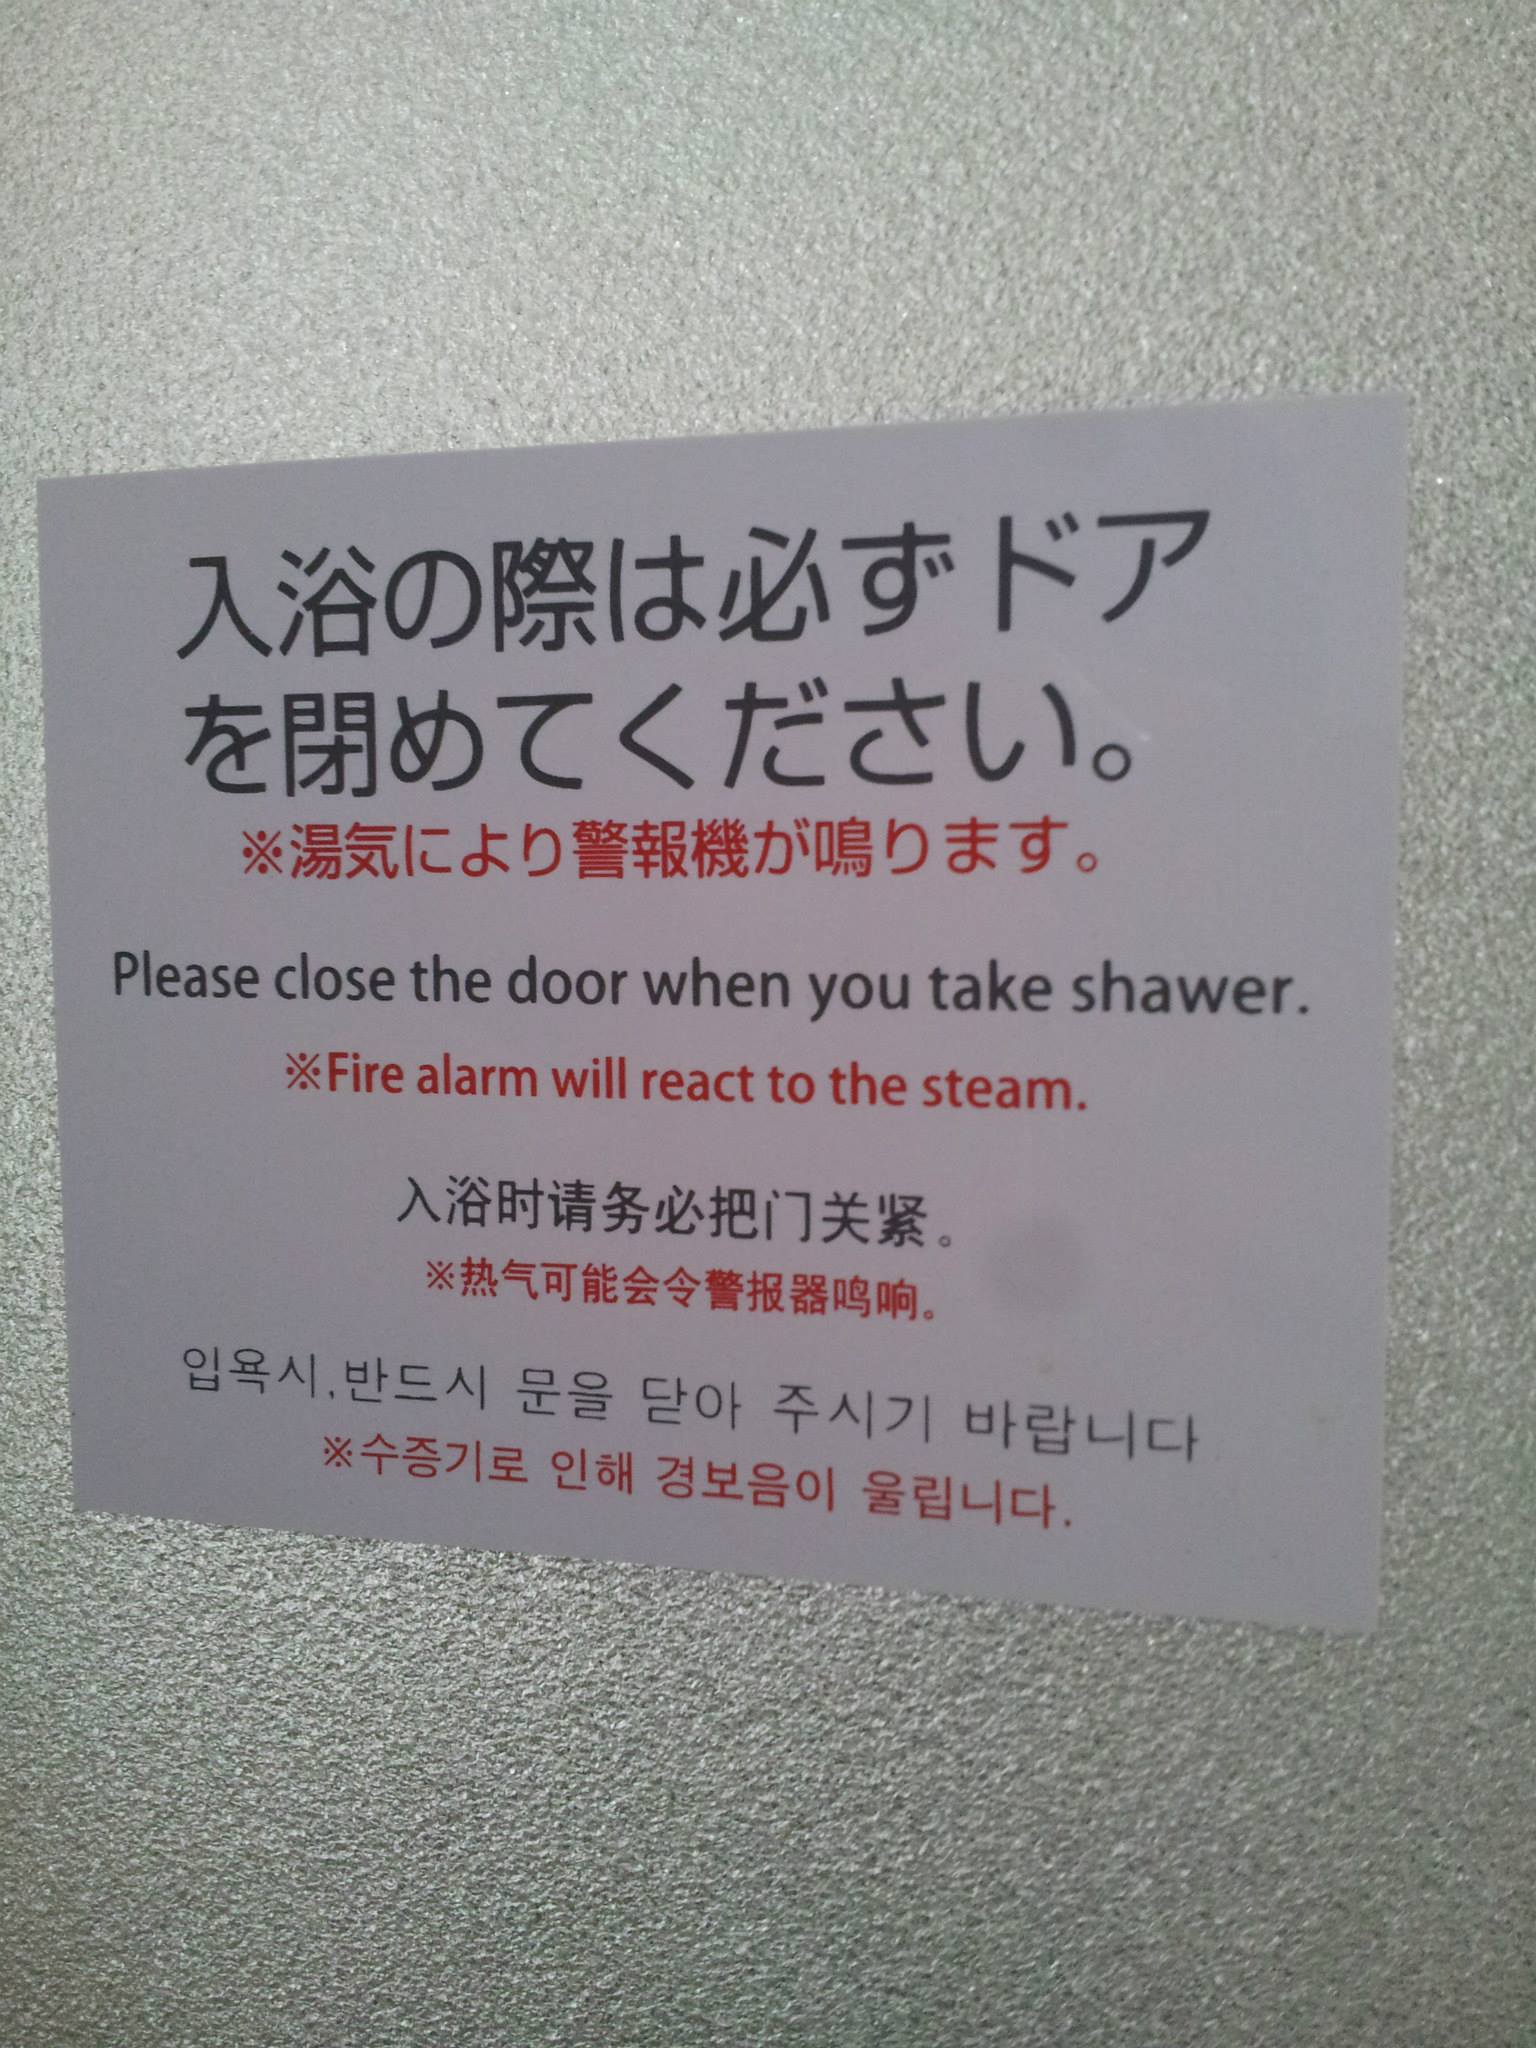 入浴の際は必ずドア
を閉めてください。
※湯気により警報機が鳴ります。
Please close the door when you take shawer.
※Fire alarm will react to the steam.
入浴时请务必把门关紧。
※热气可能会令警报器鸣响。
입욕시,반드시 문을 닫아 주시기 바랍니다
※수증기로 인해 경보음이 울립니다.